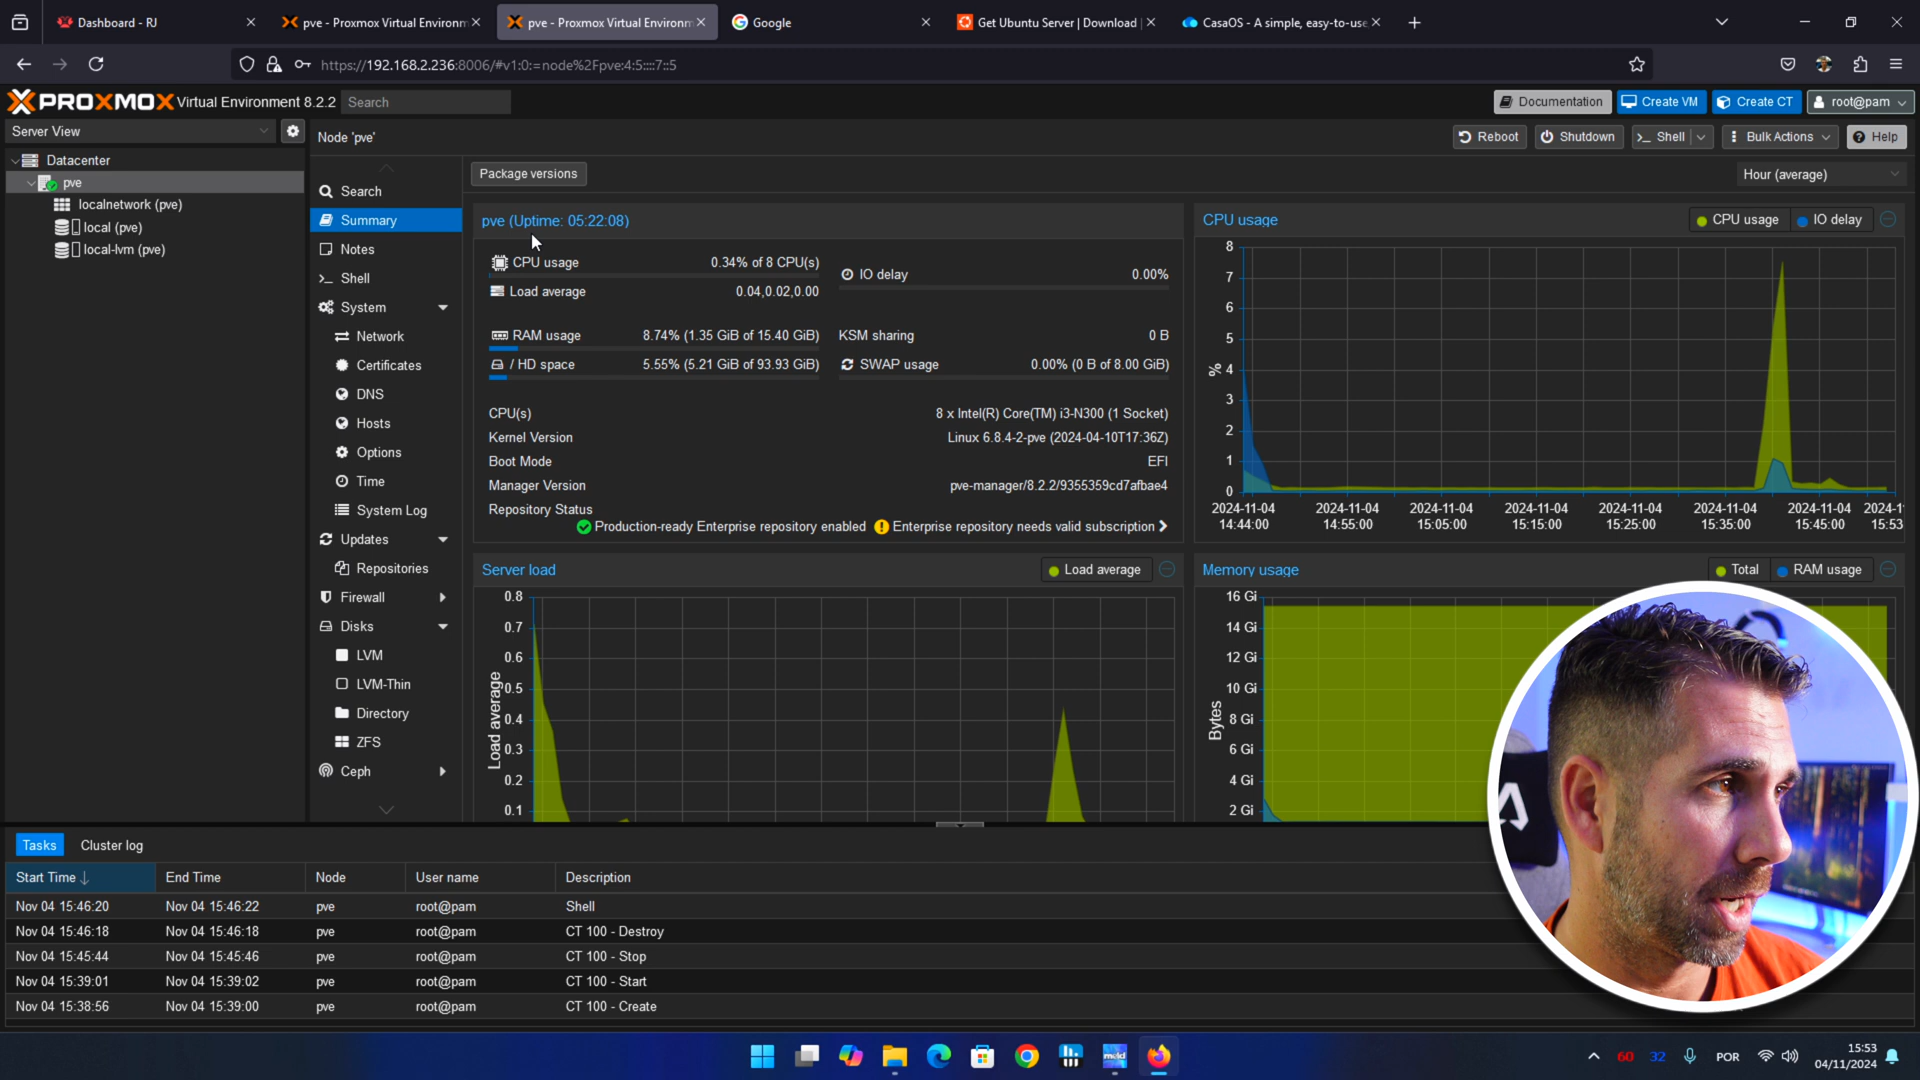 Dashboard - RJ
pve - Proxmox Virtual Environm
pve - Proxmox Virtual Environm
Google
Get Ubuntu Server | Download |
CasaOS - A simple, easy-to-use
https://192.168.2.236:8006/#v1:0:=node%2Fpve:4:5::::7::5
PROXMOX Virtual Environment 8.2.2
Search
Documentation
Create VM
Create CT
root@pam
Server View
Node 'pve'
Reboot
Shutdown
Shell
Bulk Actions
Help
Datacenter
pve
localnetwork (pve)
local (pve)
local-lvm (pve)
Search
Summary
Notes
Shell
System
Network
Certificates
DNS
Hosts
Options
Time
System Log
Updates
Repositories
Firewall
Disks
LVM
LVM-Thin
Directory
ZFS
Ceph
Package versions
Hour (average)
pve (Uptime: 05:22:08)
CPU usage 0.34% of 8 CPU(s)
IO delay 0.00%
Load average 0.04,0.02,0.00
RAM usage 8.74% (1.35 GiB of 15.40 GiB)
KSM sharing 0 B
/ HD space 5.55% (5.21 GiB of 93.93 GiB)
SWAP usage 0.00% (0 B of 8.00 GiB)
CPU(s) 8 x Intel(R) Core(TM) i3-N300 (1 Socket)
Kernel Version Linux 6.8.4-2-pve (2024-04-10T17:36Z)
Boot Mode EFI
Manager Version pve-manager/8.2.2/9355359cd7afbae4
Repository Status
Production-ready Enterprise repository enabled
Enterprise repository needs valid subscription
CPU usage
CPU usage
IO delay
8
7
6
5
% 4
3
2
1
0
2024-11-04 2024-11-04 2024-11-04 2024-11-04 2024-11-04 2024-11-04 2024-11-04 2024-11-
14:44:00 14:55:00 15:05:00 15:15:00 15:25:00 15:35:00 15:45:00 15:53
Server load
Load average
0.8
0.7
0.6
0.5
0.4
0.3
0.2
0.1
Load average
Memory usage
Total
RAM usage
16 Gi
14 Gi
12 Gi
10 Gi
8 Gi
6 Gi
4 Gi
2 Gi
Bytes
Tasks
Cluster log
Start Time End Time Node User name Description
Nov 04 15:46:20 Nov 04 15:46:22 pve root@pam Shell
Nov 04 15:46:18 Nov 04 15:46:18 pve root@pam CT 100 - Destroy
Nov 04 15:45:44 Nov 04 15:45:46 pve root@pam CT 100 - Stop
Nov 04 15:39:01 Nov 04 15:39:02 pve root@pam CT 100 - Start
Nov 04 15:38:56 Nov 04 15:39:00 pve root@pam CT 100 - Create
60
32
POR
15:53
04/11/2024